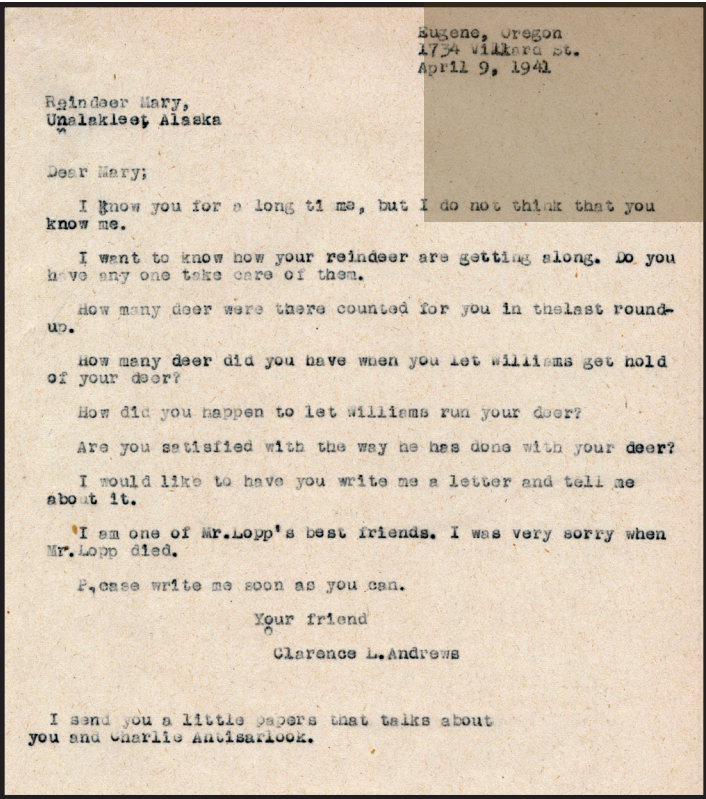 Eugene, Oregon
1734 Willard St.
April 9, 1941
Reindeer Mary,
Unalakleet, Alaska
Dear Mary;
I know you for a long ti me, but I do not think that you
know me.
I want to know how your reindeer are getting along. Do you
have any one take care of them.
How many deer were there counted for you in thelast round-
up.
How many deer did you have when you let Williams get hold
of your deer?
How did you happen to let Williams run your deer?
Are you satisfied with the way he has done with your deer?
I would like to have you write me a letter and tell me
about it.
I am one of Mr.Lopp's best friends. I was very sorry when
Mr.Lopp died.
P,ease write me soon as you can.
Your friend
Clarence L.Andrews
I send you a little papers that talks about
you and Charlie Antisarlook.